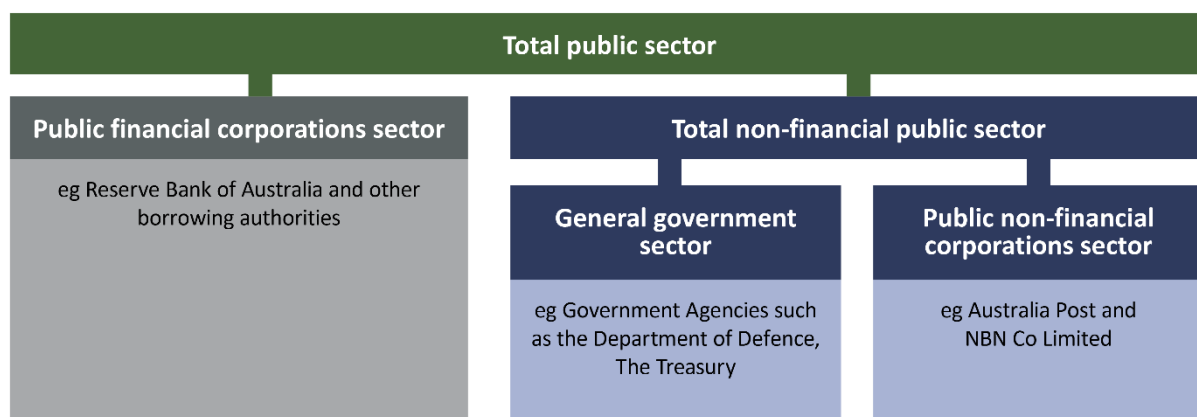 Total public sector
Public financial corporations sector
eg Reserve Bank of Australia and other
borrowing authorities
Total non-financial public sector
General government
sector
eg Government Agencies such
as the Department of Defence,
The Treasury
Public non-financial
corporations sector
eg Australia Post and
NBN Co Limited